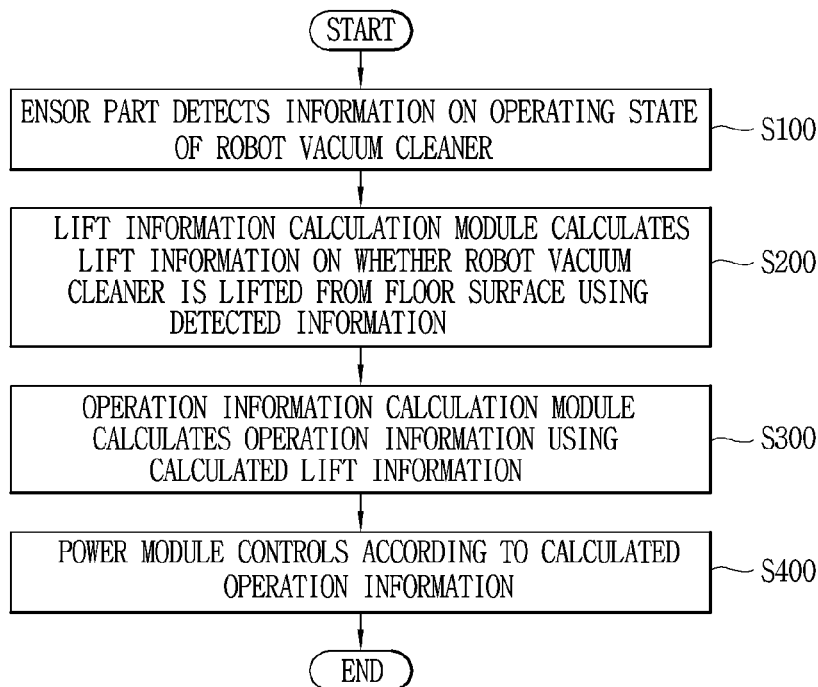 START
ENSOR PART DETECTS INFORMATION ON OPERATING STATE
OF ROBOT VACUUM CLEANER
S100
LIFT INFORMATION CALCULATION MODULE CALCULATES
LIFT INFORMATION ON WHETHER ROBOT VACUUM
CLEANER IS LIFTED FROM FLOOR SURFACE USING
DETECTED INFORMATION
S200
OPERATION INFORMATION CALCULATION MODULE
CALCULATES OPERATION INFORMATION USING
CALCULATED LIFT INFORMATION
S300
POWER MODULE CONTROLS ACCORDING TO CALCULATED
OPERATION INFORMATION
S400
END